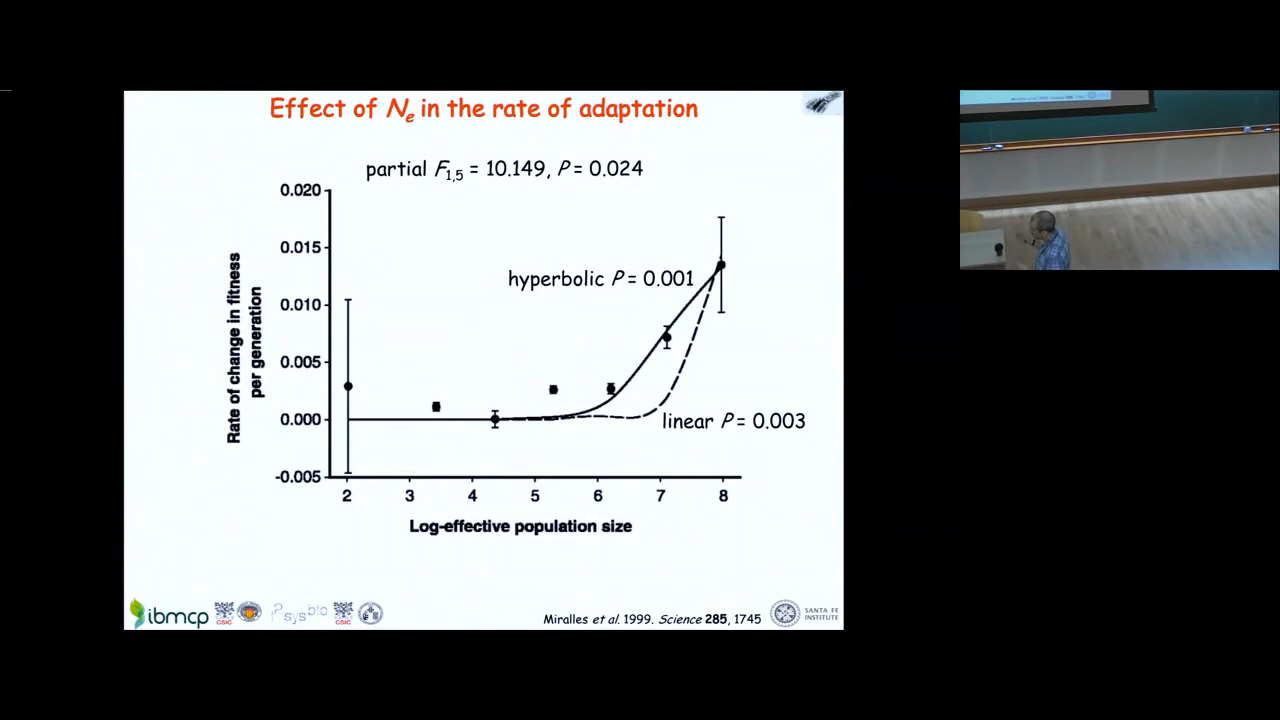 Effect of Ne in the rate of adaptation
partial F1,5 = 10.149, P = 0.024
0.020
0.015
0.010
0.005
0.000
-0.005
Rate of change in fitness
per generation
hyperbolic P = 0.001
linear P = 0.003
2 3 4 5 6 7 8
Log-effective population size
ibmcp
CSIC
sysbio
CSIC
Miralles et al. 1999. Science 285, 1745
SANTA FE
INSTITUTE